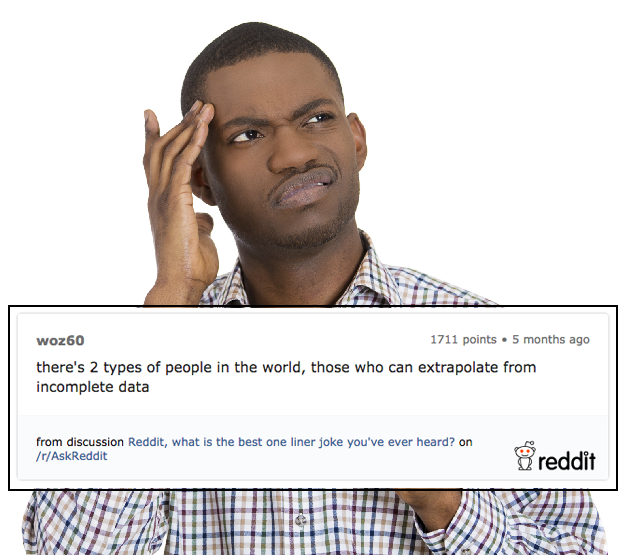 woz60
1711 points • 5 months ago
there's 2 types of people in the world, those who can extrapolate from
incomplete data
from discussion Reddit, what is the best one liner joke you've ever heard? on
/r/AskReddit
reddit